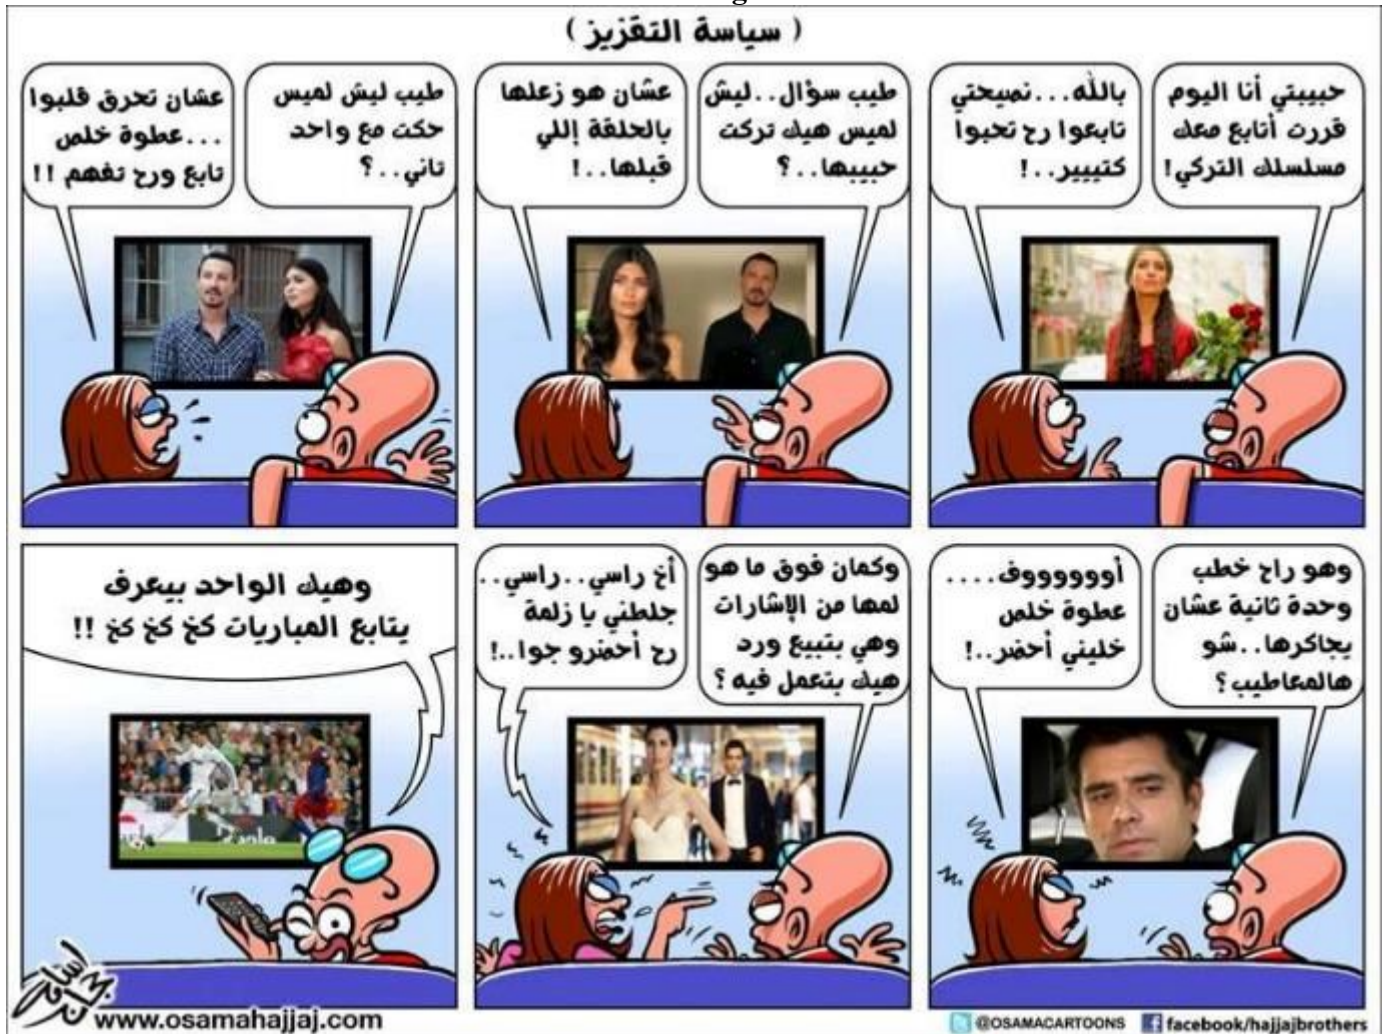 ( سياسة التقزيز )
حبيبتي أنا اليوم
قررت أتابع معك
مسلسلك التركي!
بالله...نصيحتي
تابعوا رح تحبوا
كتييير..!
طيب سؤال..ليش
لميس هيك تركت
حبيبها..؟
عشان هو زعلها
بالحلقة إللي
قبلها..!
طيب ليش لميس
حكت مع واحد
تاني..؟
عشان تحرق قلبوا
...عطوة خلص
تابع ورح تفهم !!
وهو راح خطب
وحدة ثانية عشان
يجاكرها..شو
هالمعاطيب؟
أوووووف....
عطوة خلص
خليني أحضر..!
وكمان فوق ما هو
لمها من الإشارات
وهي بتبيع ورد
هيك بتعمل فيه ؟
أخ راسي..راسي..
جلطني يا زلمة
رح أحضرو جوا..!
وهيك الواحد بيعرف
يتابع المباريات كخ كخ كخ !!
www.osamahajjaj.com
@OSAMACARTOONS
facebook/hajjajbrothers